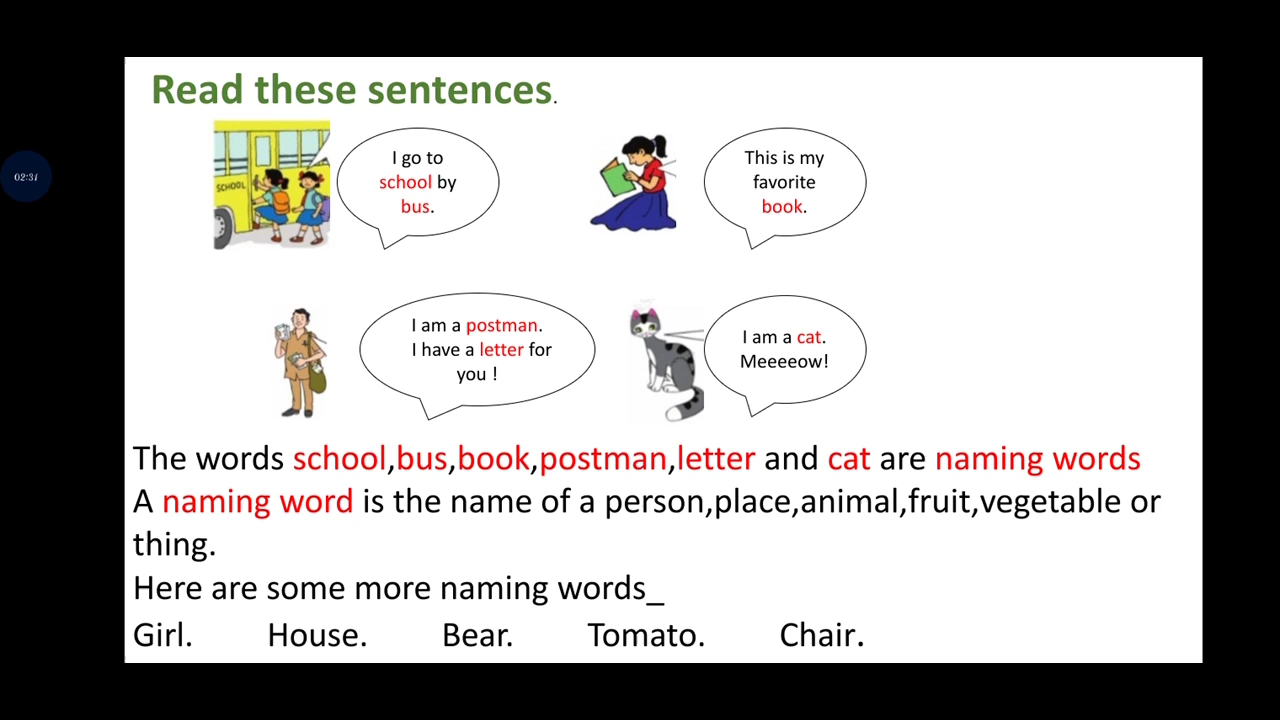 Read these sentences.
SCHOOL
I go to
school by
bus.
This is my
favorite
book.
02:31
I am a postman.
I have a letter for
you !
I am a cat.
Meeeeow!
The words school,bus,book,postman,letter and cat are naming words
A naming word is the name of a person,place,animal,fruit,vegetable or
thing.
Here are some more naming words_
Girl. House. Bear. Tomato. Chair.